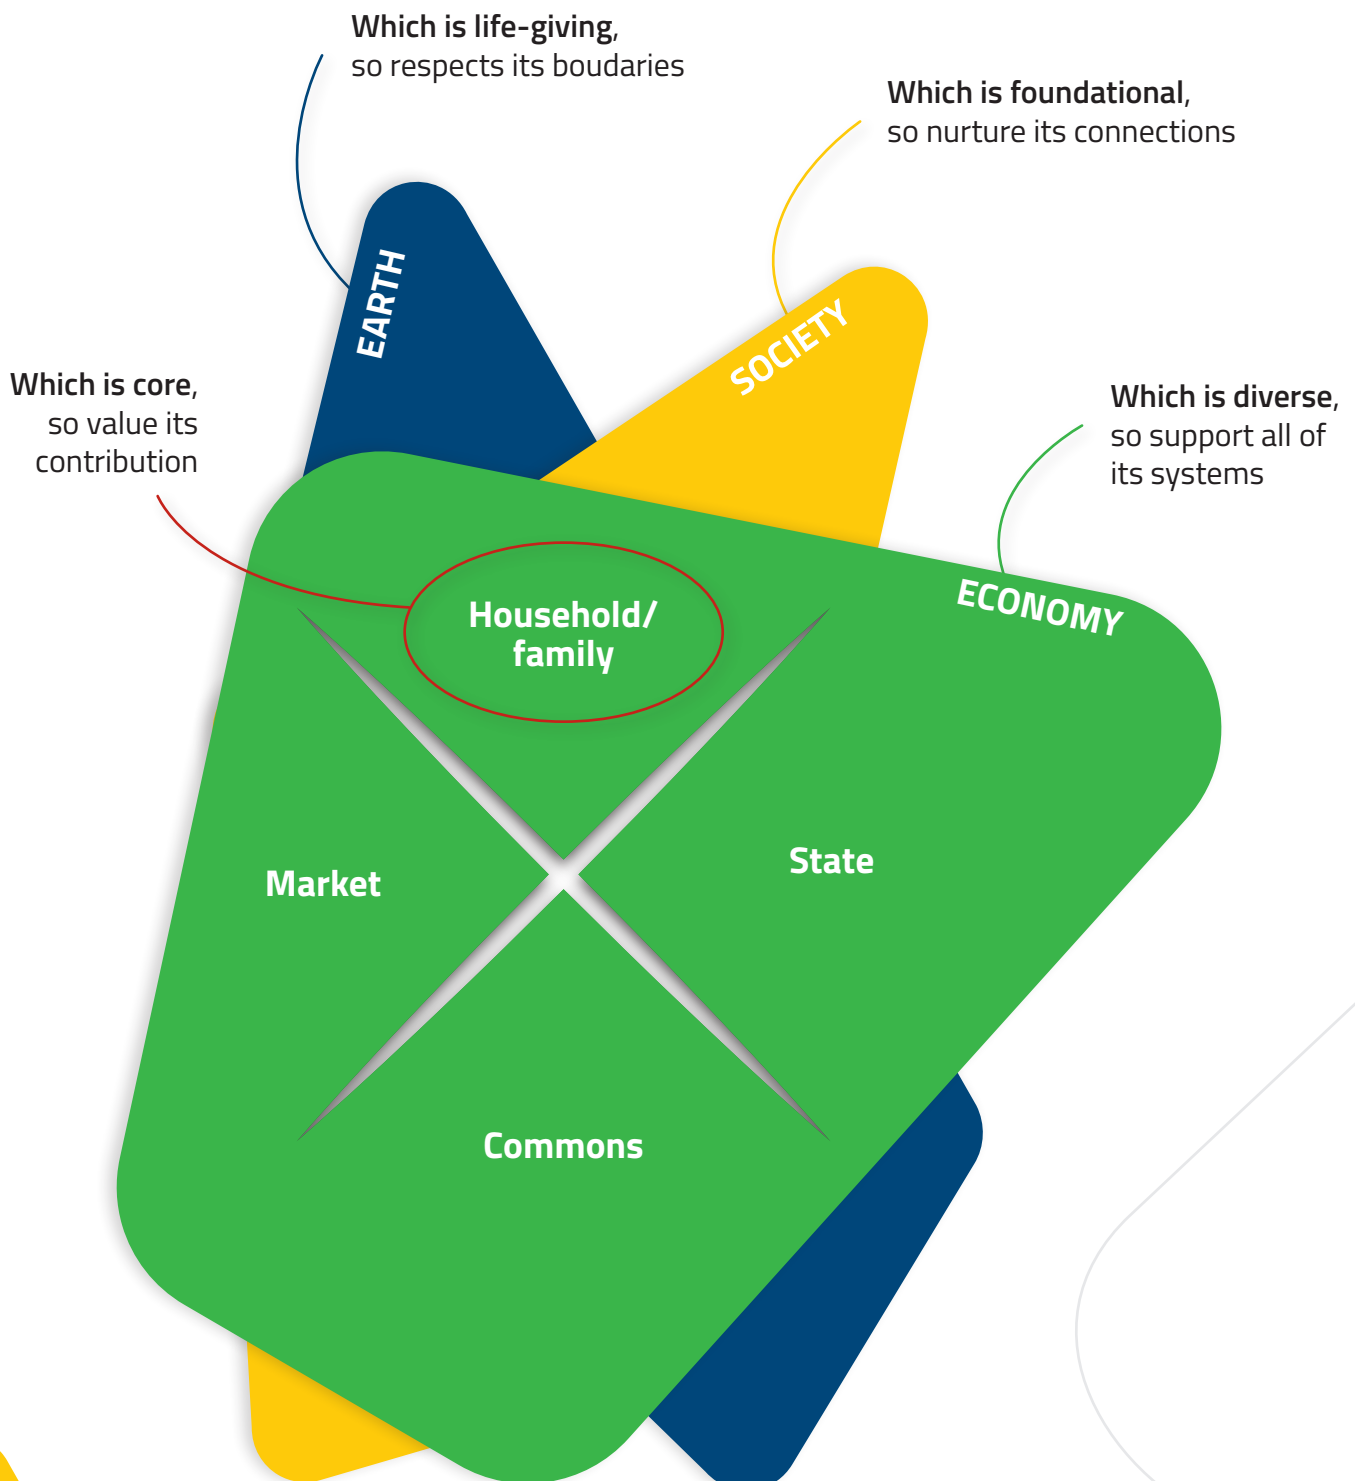 Which is life-giving,
so respects its boudaries
Which is foundational,
so nurture its connections
EARTH
SOCIETY
Which is core,
so value its
contribution
Which is diverse,
so support all of
its systems
ECONOMY
Household/
family
Market
State
Commons